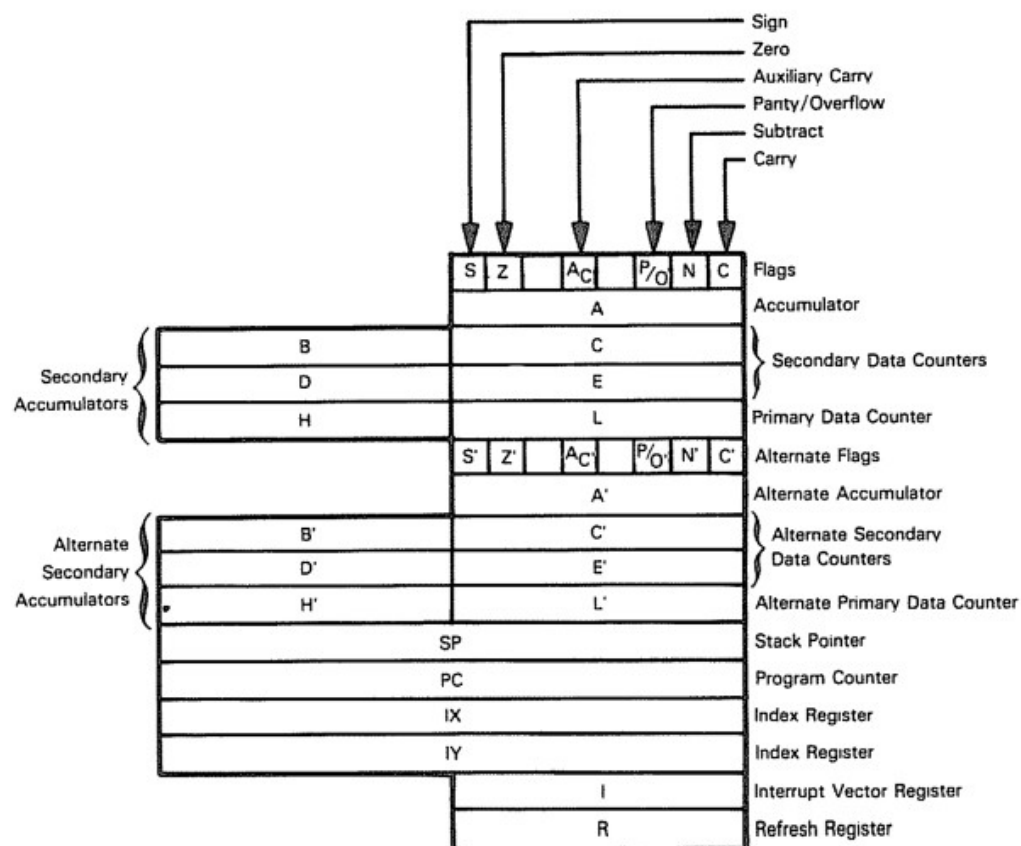 Sign
Zero
Auxiliary Carry
Panty/Overflow
Subtract
Carry
S Z AC P/O N C Flags
A Accumulator
B C
Secondary Data Counters
D E
Secondary
Accumulators
H L Primary Data Counter
S' Z' AC' P/O' N' C' Alternate Flags
A' Alternate Accumulator
B' C'
Alternate Secondary
Data Counters
D' E'
Alternate
Secondary
Accumulators
H' L' Alternate Primary Data Counter
SP Stack Pointer
PC Program Counter
IX Index Register
IY Index Register
I Interrupt Vector Register
R Refresh Register